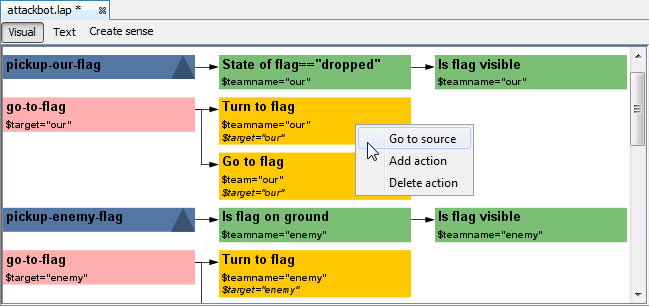 attackbot.lap *
Visual Text Create sense
pickup-our-flag State of flag=="dropped" Is flag visible
$teamname="our" $teamname="our"
go-to-flag Turn to flag
$target="our" $teamname="our"
$target="our"
Go to source
Add action
Delete action
Go to flag
$team="our"
$target="our"
pickup-enemy-flag Is flag on ground Is flag visible
$teamname="enemy" $teamname="enemy"
go-to-flag Turn to flag
$target="enemy" $teamname="enemy"
$target="enemy"